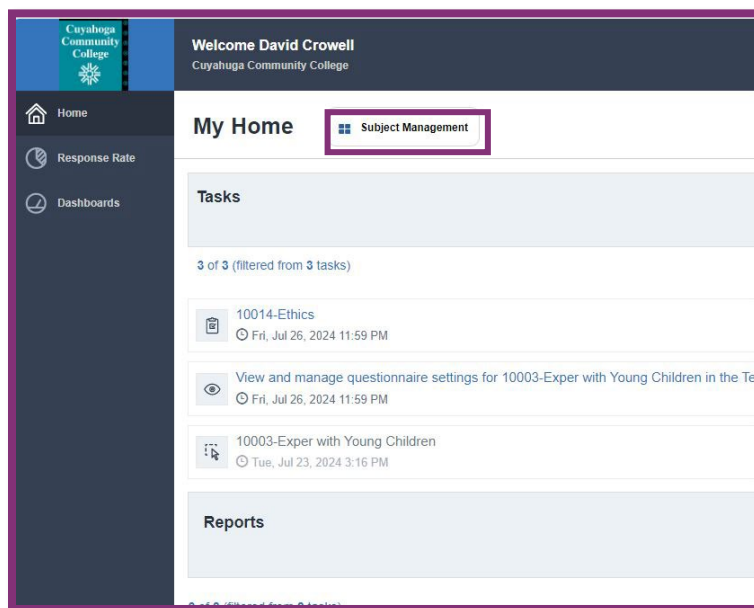 Cuyahoga
Community
College
Welcome David Crowell
Cuyahuga Community College
Home
Response Rate
Dashboards
My Home
Subject Management
Tasks
3 of 3 (filtered from 3 tasks)
10014-Ethics
Fri, Jul 26, 2024 11:59 PM
View and manage questionnaire settings for 10003-Exper with Young Children in the Te
Fri, Jul 26, 2024 11:59 PM
10003-Exper with Young Children
Tue, Jul 23, 2024 3:16 PM
Reports